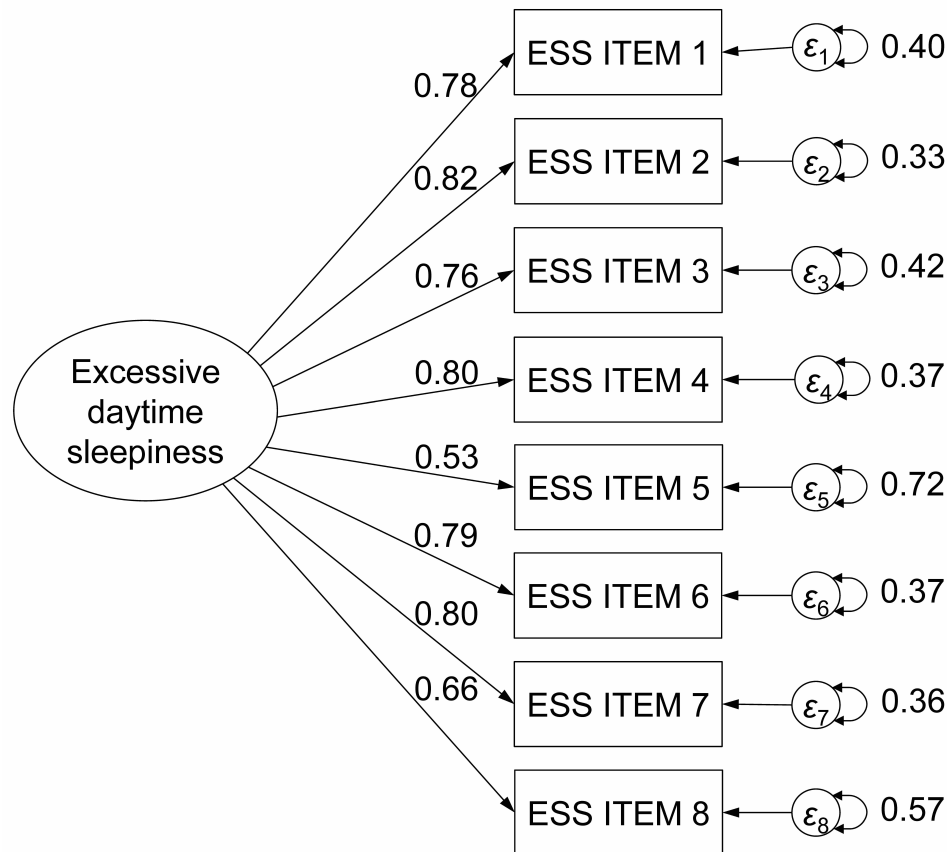 ESS ITEM 1
ε1
0.40
0.78
ESS ITEM 2
ε2
0.33
0.82
ESS ITEM 3
ε3
0.42
0.76
ESS ITEM 4
ε4
0.37
0.80
Excessive
daytime
sleepiness
ESS ITEM 5
ε5
0.72
0.53
ESS ITEM 6
ε6
0.37
0.79
ESS ITEM 7
ε7
0.36
0.80
ESS ITEM 8
ε8
0.57
0.66